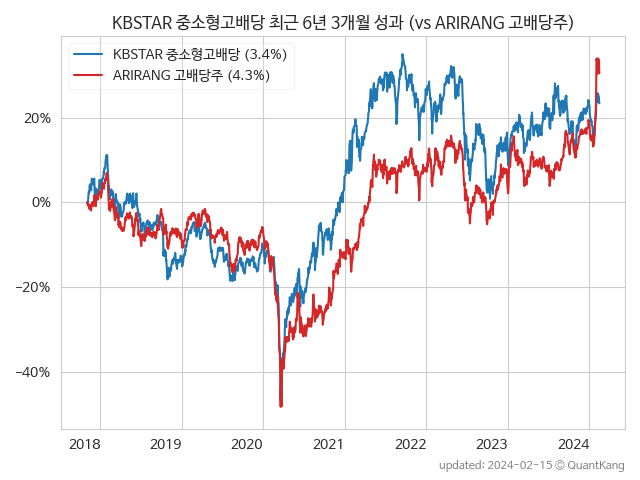 KBSTAR 중소형고배당 최근 6년 3개월 성과 (vs ARIRANG 고배당주)
KBSTAR 중소형고배당 (3.4%)
ARIRANG 고배당주 (4.3%)
20%
0%
−20%
−40%
2018 2019 2020 2021 2022 2023 2024
updated: 2024-02-15 © QuantKang